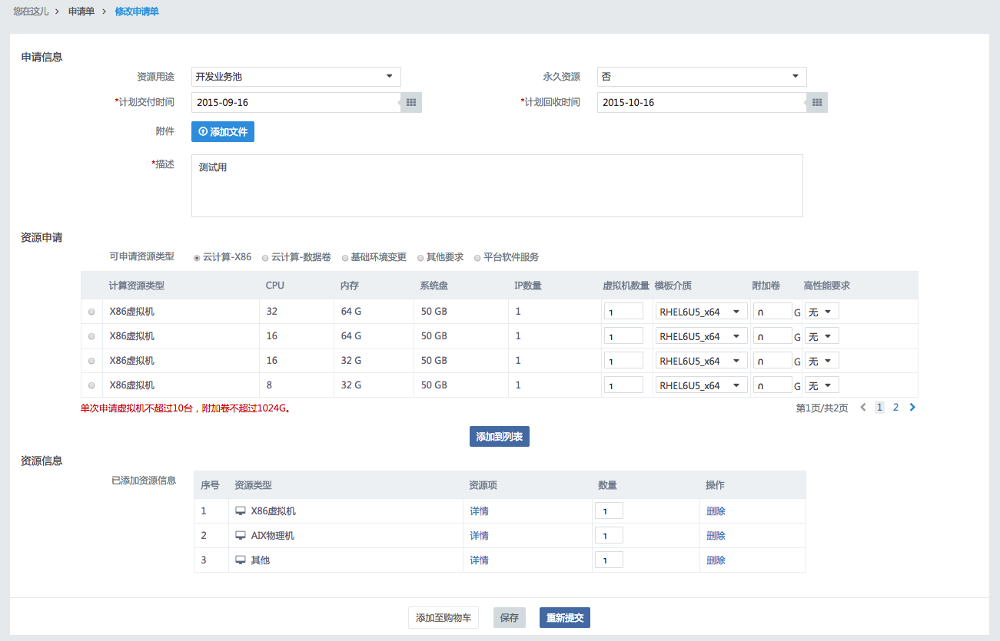 您在这儿 > 申请单 > 修改申请单
申请信息
资源用途 开发业务池 永久资源 否
*计划交付时间 2015-09-16 *计划回收时间 2015-10-16
附件 添加文件
*描述 测试用
资源申请
可申请资源类型 云计算-X86 云计算-数据卷 基础环境变更 其他要求 平台软件服务
计算资源类型 CPU 内存 系统盘 IP数量 虚拟机数量 模板介质 附加卷 高性能要求
X86虚拟机 32 64 G 50 GB 1 1 RHEL6U5_x64 0 G 无
X86虚拟机 16 64 G 50 GB 1 1 RHEL6U5_x64 0 G 无
X86虚拟机 16 32 G 50 GB 1 1 RHEL6U5_x64 0 G 无
X86虚拟机 8 32 G 50 GB 1 1 RHEL6U5_x64 0 G 无
单次申请虚拟机不超过10台，附加卷不超过1024G。 第1页/共2页 < 1 2 >
添加到列表
资源信息
已添加资源信息 序号 资源类型 资源项 数量 操作
1 X86虚拟机 详情 1 删除
2 AIX物理机 详情 1 删除
3 其他 详情 1 删除
添加至购物车 保存 重新提交